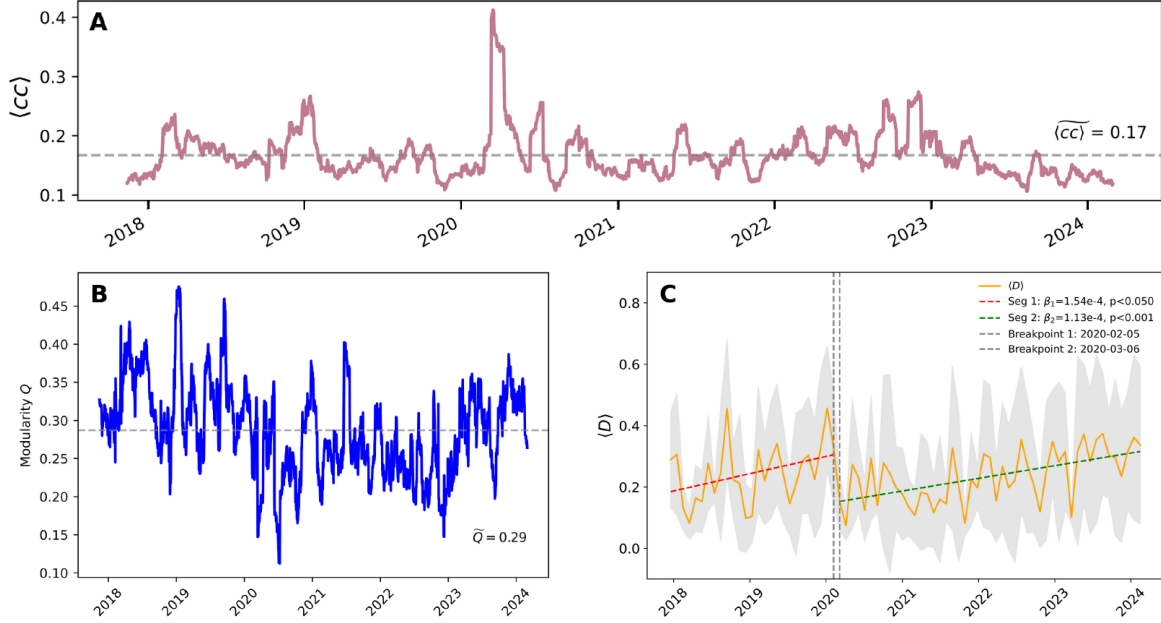 A
⟨cc⟩
0.4
0.3
0.2
0.1
⟨cc⟩~ = 0.17
2018 2019 2020 2021 2022 2023 2024
B
Modularity Q
0.45
0.40
0.35
0.30
0.25
0.20
0.15
0.10
Q̃ = 0.29
2018 2019 2020 2021 2022 2023 2024
C
⟨D⟩
0.8
0.6
0.4
0.2
0.0
⟨D⟩
Seg 1: β₁=1.54e-4, p<0.050
Seg 2: β₂=1.13e-4, p<0.001
Breakpoint 1: 2020-02-05
Breakpoint 2: 2020-03-06
2018 2019 2020 2021 2022 2023 2024